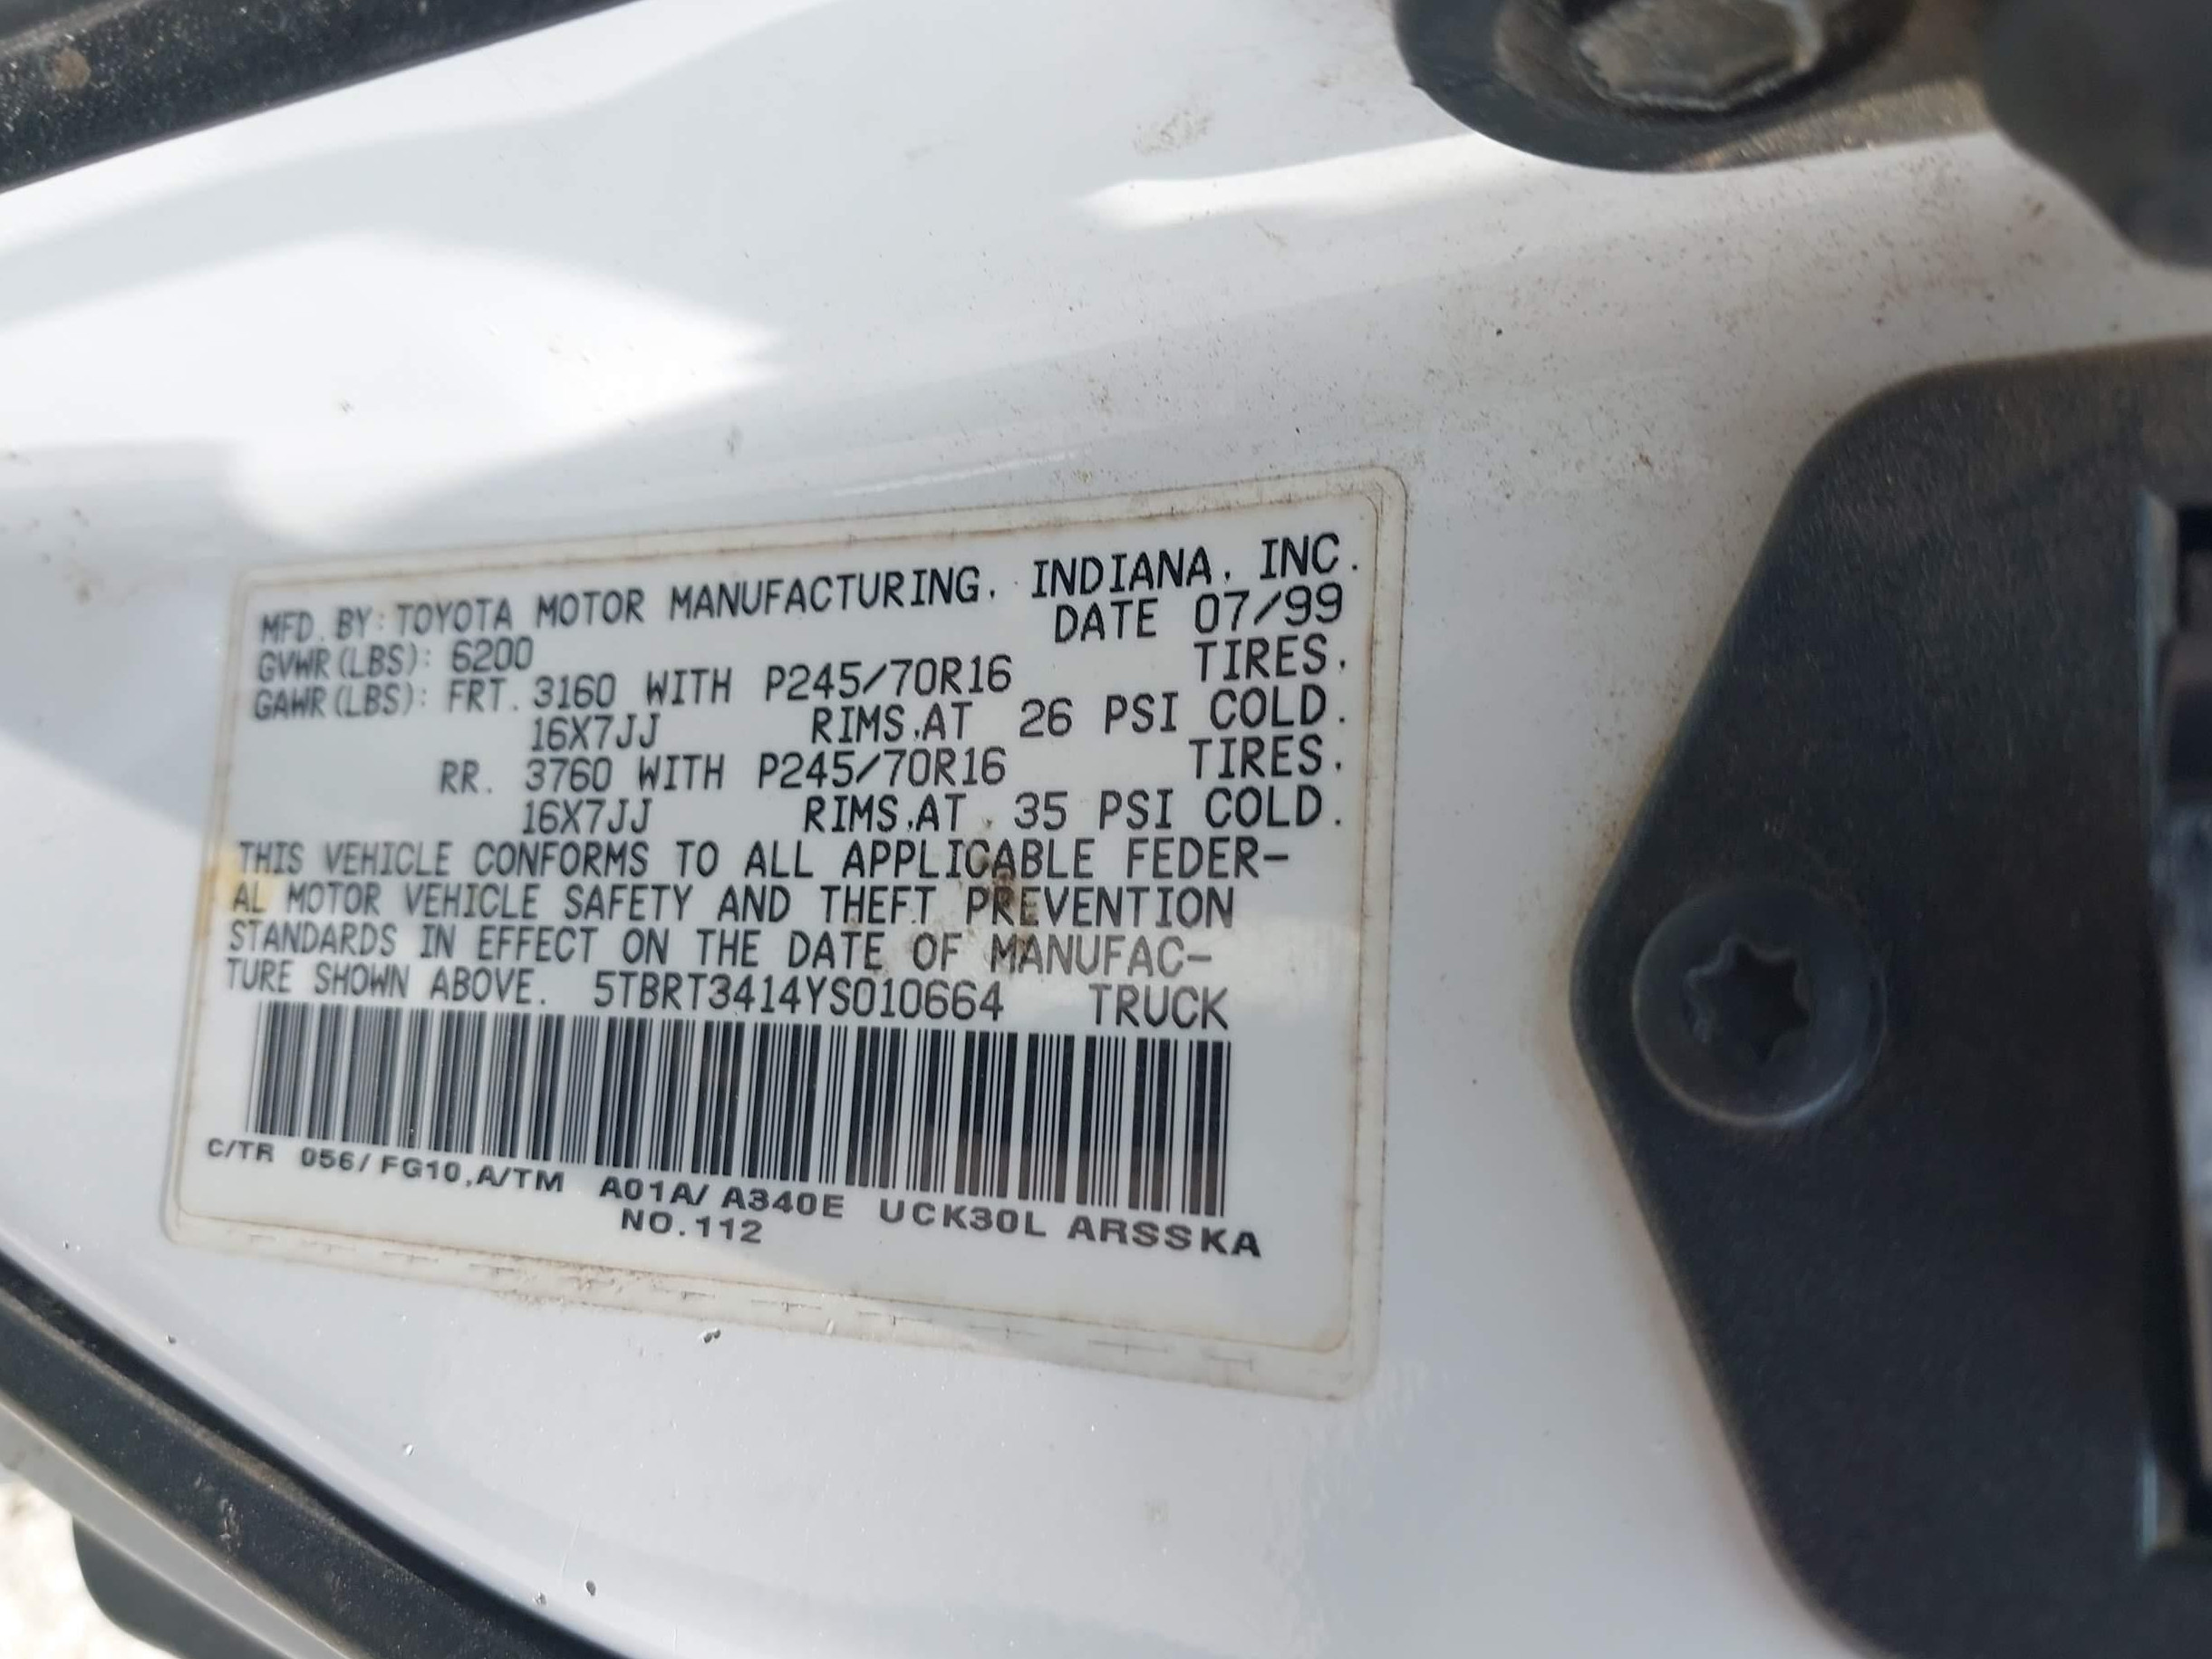 MFD. BY: TOYOTA MOTOR MANUFACTURING, INDIANA, INC.
DATE 07/99
GVWR(LBS): 6200
GAWR(LBS): FRT. 3160 WITH P245/70R16 TIRES.
16X7JJ RIMS,AT 26 PSI COLD.
RR. 3760 WITH P245/70R16 TIRES.
16X7JJ RIMS,AT 35 PSI COLD.
THIS VEHICLE CONFORMS TO ALL APPLICABLE FEDER-
AL MOTOR VEHICLE SAFETY AND THEFT PREVENTION
STANDARDS IN EFFECT ON THE DATE OF MANUFAC-
TURE SHOWN ABOVE. 5TBRT3414YS010664 TRUCK
C/TR 056/FG10,A/TM A01A/A340E UCK30L ARSSKA
NO.112